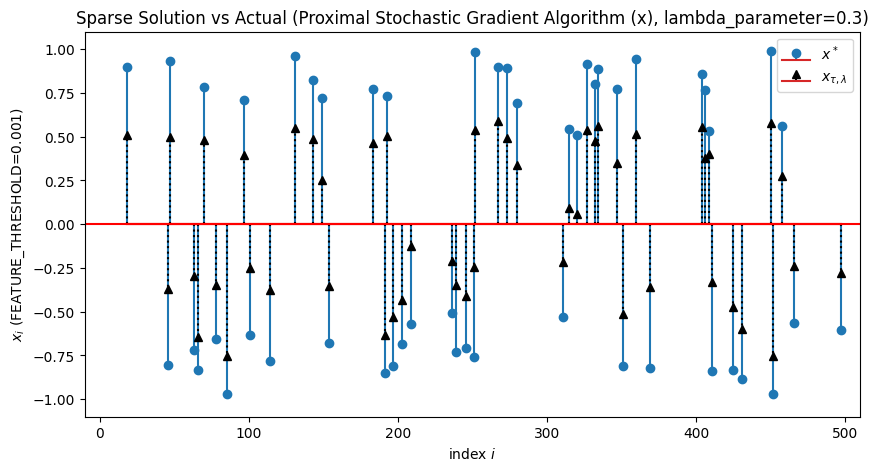 Sparse Solution vs Actual (Proximal Stochastic Gradient Algorithm (x), lambda_parameter=0.3)
x*
x_{τ,λ}
1.00
0.75
0.50
0.25
0.00
−0.25
−0.50
−0.75
−1.00
x_i (FEATURE_THRESHOLD=0.001)
0 100 200 300 400 500
index i